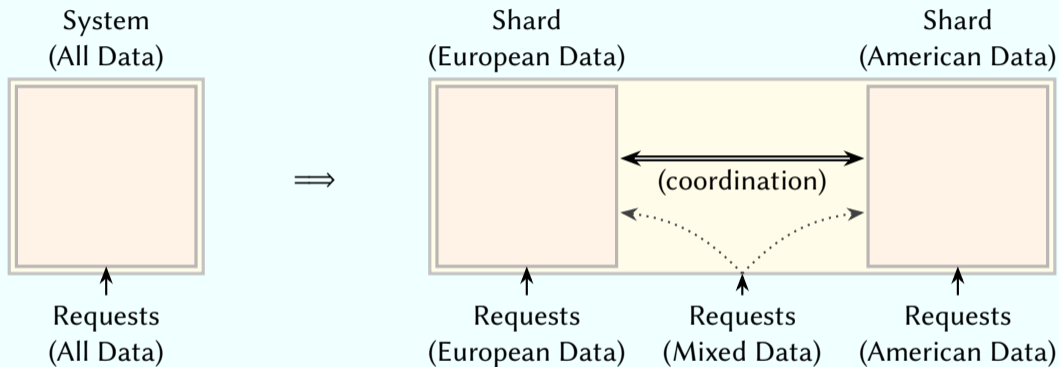 System
(All Data)
Shard
(European Data)
Shard
(American Data)
(coordination)
Requests
(All Data)
Requests
(European Data)
Requests
(Mixed Data)
Requests
(American Data)